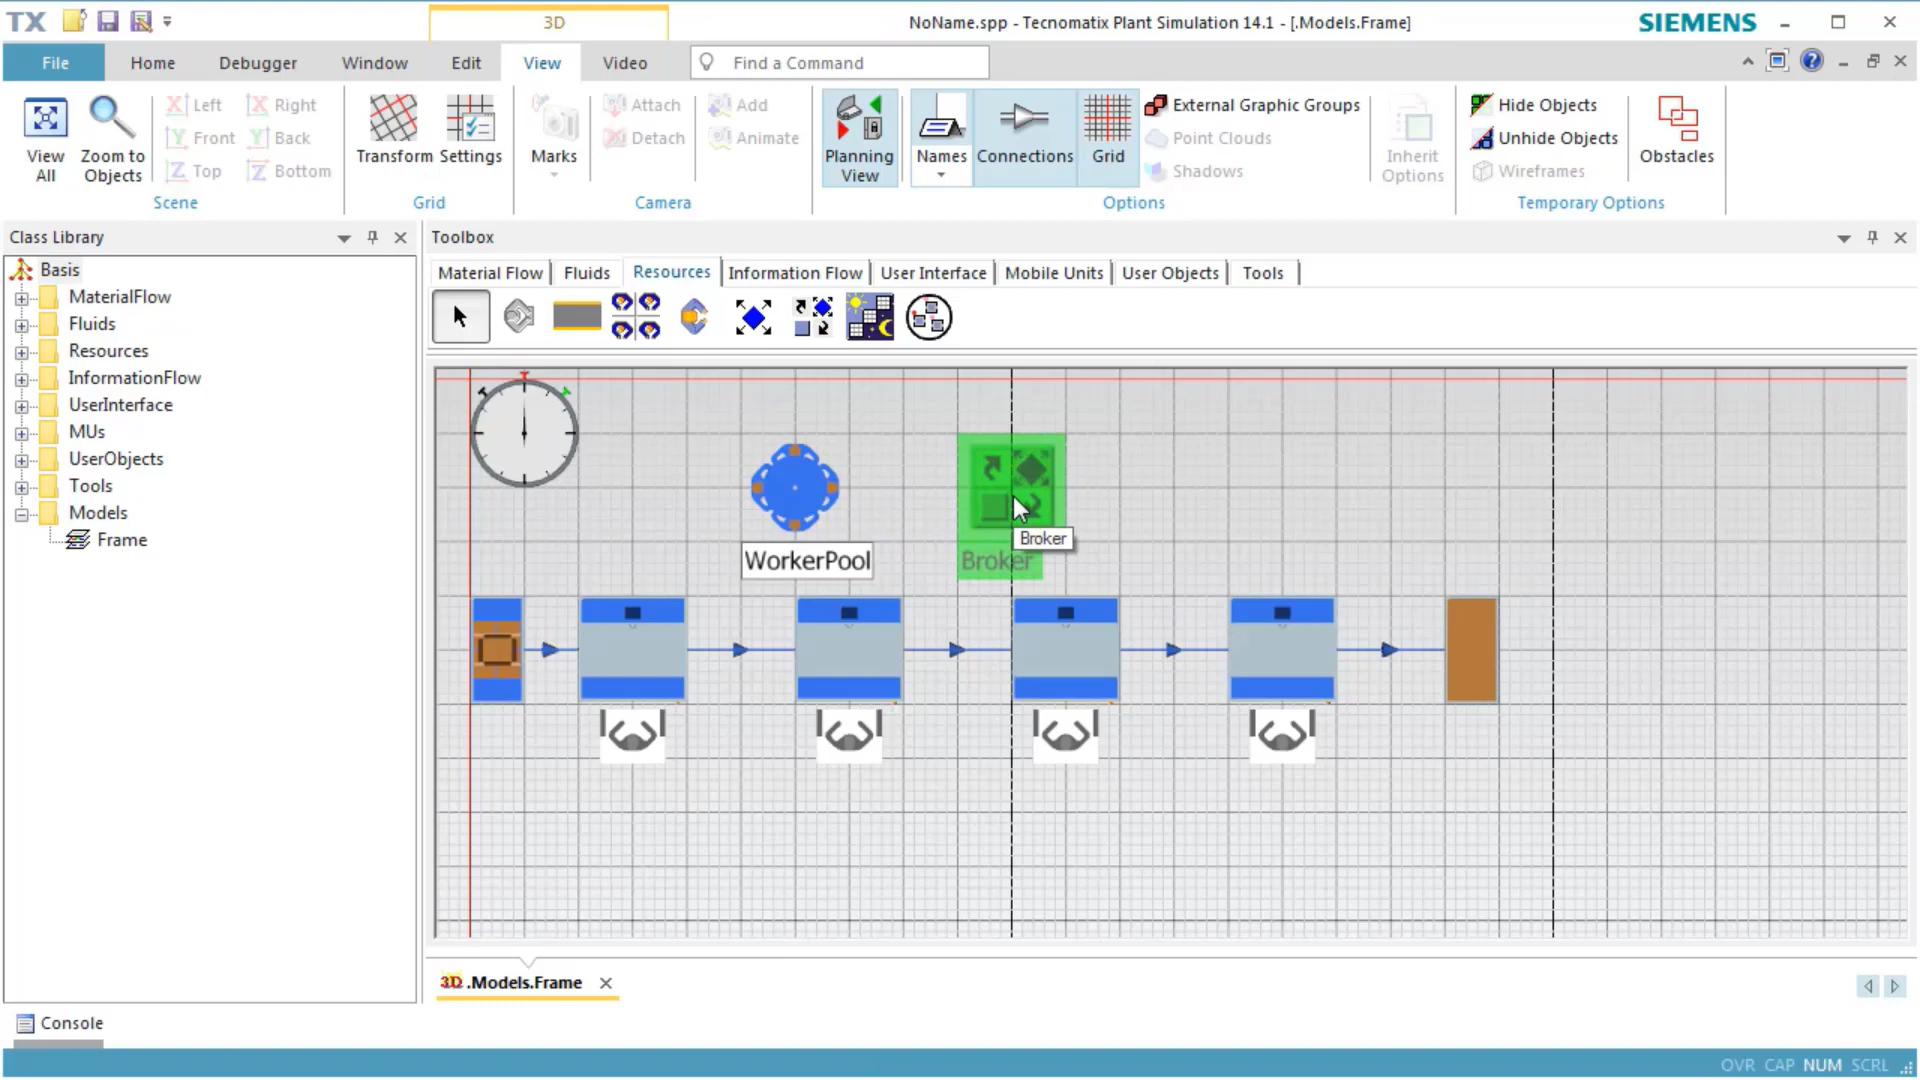 TX
3D
NoName.spp - Tecnomatix Plant Simulation 14.1 - [.Models.Frame]
SIEMENS
File
Home
Debugger
Window
Edit
View
Video
Find a Command
View All
Zoom to Objects
Left
Right
Front
Back
Top
Bottom
Scene
Transform
Settings
Grid
Marks
Attach
Detach
Add
Animate
Camera
Planning View
Names
Connections
Grid
External Graphic Groups
Point Clouds
Shadows
Inherit Options
Options
Hide Objects
Unhide Objects
Wireframes
Obstacles
Temporary Options
Class Library
Basis
MaterialFlow
Fluids
Resources
InformationFlow
UserInterface
MUs
UserObjects
Tools
Models
Frame
Toolbox
Material Flow
Fluids
Resources
Information Flow
User Interface
Mobile Units
User Objects
Tools
WorkerPool
Broker
Broker
3D .Models.Frame
Console
OVR CAP NUM SCRL